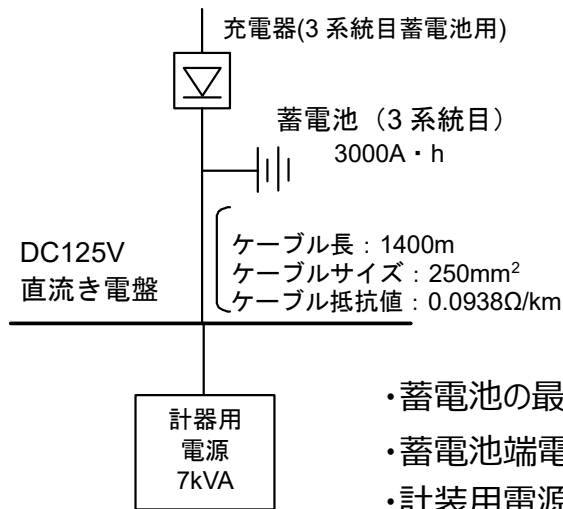 充電器(3 系統目蓄電池用)
蓄電池（3 系統目）
3000A・h
DC125V
直流き電盤
ケーブル長：1400m
ケーブルサイズ：250mm²
ケーブル抵抗値：0.0938Ω/km
計器用
電源
7kVA
・蓄電池の最
・蓄電池端電
・計装用電源